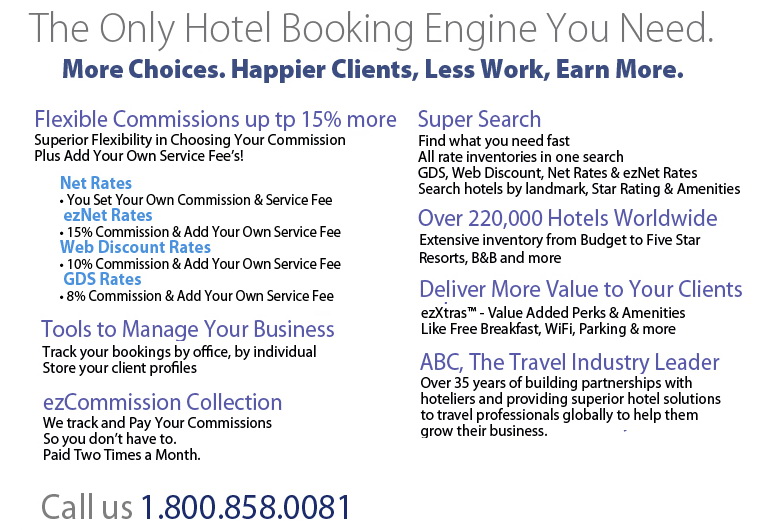 The Only Hotel Booking Engine You Need.
More Choices. Happier Clients, Less Work, Earn More.
Flexible Commissions up tp 15% more
Superior Flexibility in Choosing Your Commission
Plus Add Your Own Service Fee's!
Net Rates
• You Set Your Own Commission & Service Fee
ezNet Rates
• 15% Commission & Add Your Own Service Fee
Web Discount Rates
• 10% Commission & Add Your Own Service Fee
GDS Rates
• 8% Commission & Add Your Own Service Fee
Tools to Manage Your Business
Track your bookings by office, by individual
Store your client profiles
ezCommission Collection
We track and Pay Your Commissions
So you don't have to.
Paid Two Times a Month.
Super Search
Find what you need fast
All rate inventories in one search
GDS, Web Discount, Net Rates & ezNet Rates
Search hotels by landmark, Star Rating & Amenities
Over 220,000 Hotels Worldwide
Extensive inventory from Budget to Five Star
Resorts, B&B and more
Deliver More Value to Your Clients
ezXtras™ - Value Added Perks & Amenities
Like Free Breakfast, WiFi, Parking & more
ABC, The Travel Industry Leader
Over 35 years of building partnerships with
hoteliers and providing superior hotel solutions
to travel professionals globally to help them
grow their business.
Call us 1.800.858.0081